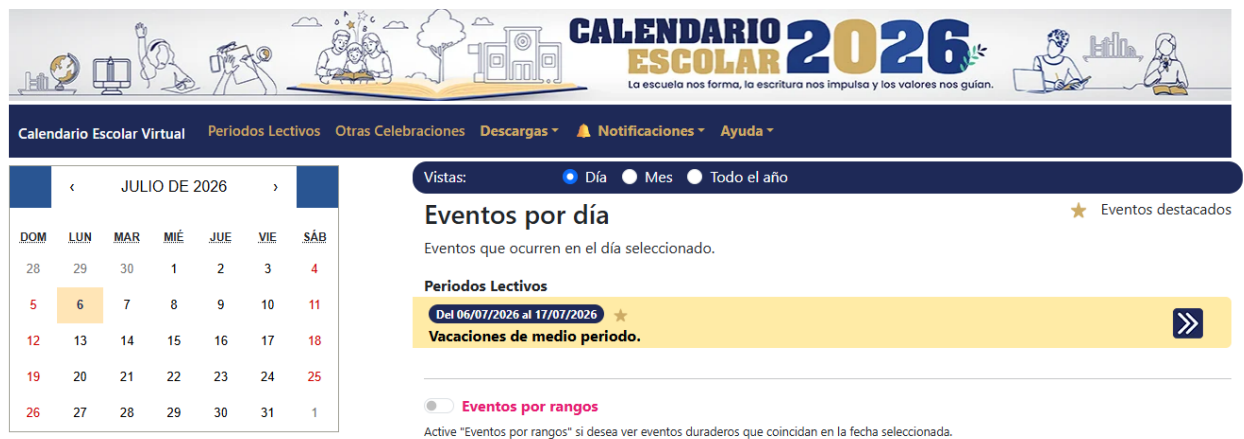 CALENDARIO
ESCOLAR
2026
La escuela nos forma, la escritura nos impulsa y los valores nos guían.
Calendario Escolar Virtual Periodos Lectivos Otras Celebraciones Descargas Notificaciones Ayuda
‹ JULIO DE 2026 ›
DOM LUN MAR MIÉ JUE VIE SÁB
28 29 30 1 2 3 4
5 6 7 8 9 10 11
12 13 14 15 16 17 18
19 20 21 22 23 24 25
26 27 28 29 30 31 1
Vistas: Día Mes Todo el año
Eventos por día
Eventos destacados
Eventos que ocurren en el día seleccionado.
Periodos Lectivos
Del 06/07/2026 al 17/07/2026
Vacaciones de medio periodo.
Eventos por rangos
Active "Eventos por rangos" si desea ver eventos duraderos que coincidan en la fecha seleccionada.